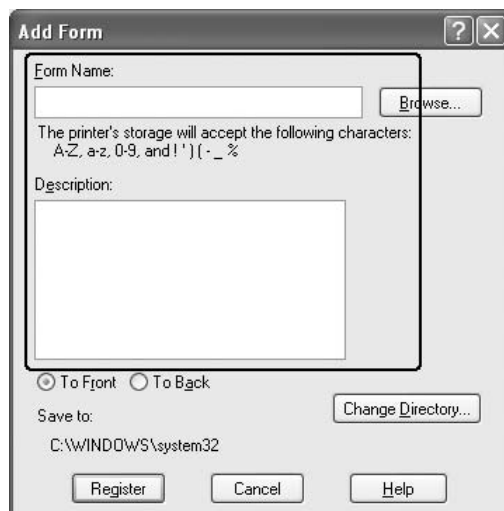 Add Form
Form Name:
Browse...
The printer's storage will accept the following characters:
A-Z, a-z, 0-9, and ! ' ) ( - _ %
Description:
To Front To Back
Change Directory...
Save to:
C:\WINDOWS\system32
Register Cancel Help